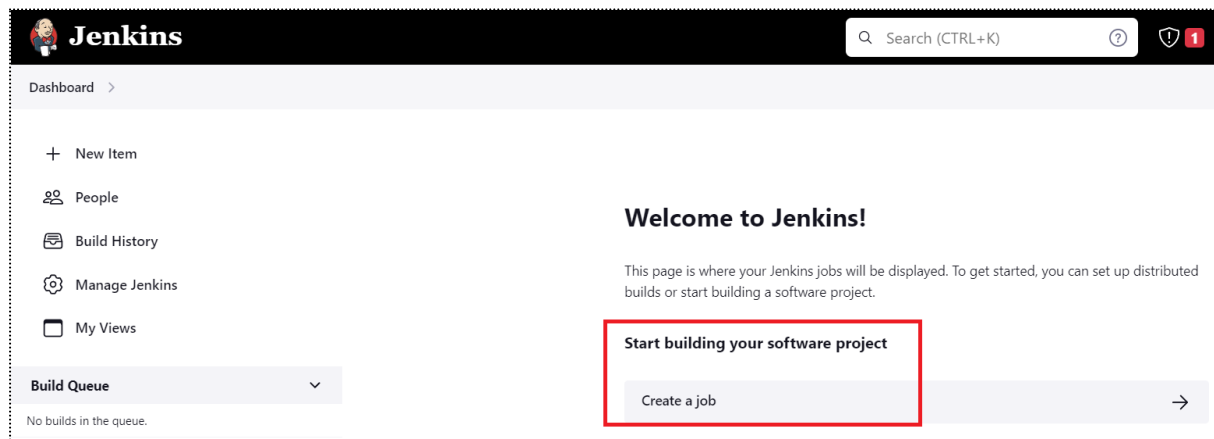 Jenkins
Search (CTRL+K)
?
1
Dashboard >
+ New Item
People
Build History
Manage Jenkins
My Views
Build Queue
No builds in the queue.
Welcome to Jenkins!
This page is where your Jenkins jobs will be displayed. To get started, you can set up distributed
builds or start building a software project.
Start building your software project
Create a job →